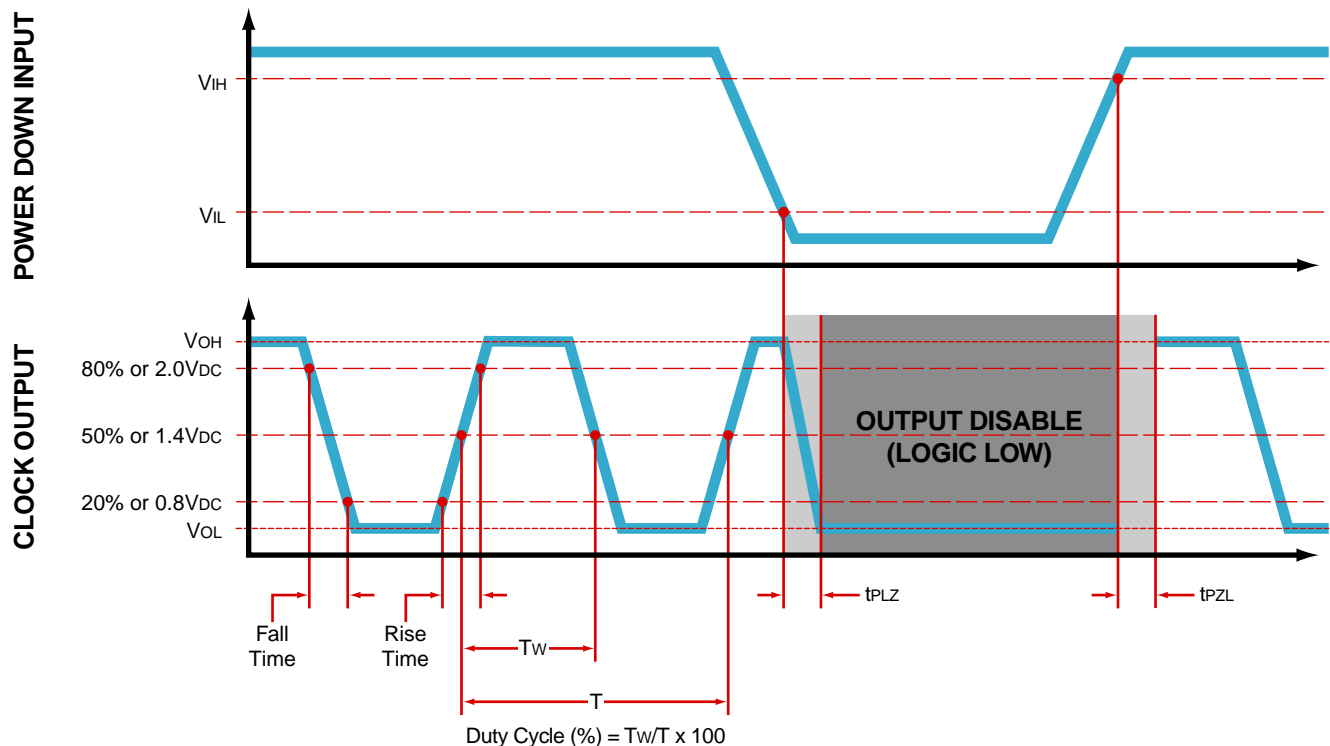 POWER DOWN INPUT
VIH
VIL
CLOCK OUTPUT
VOH
80% or 2.0VDC
50% or 1.4VDC
20% or 0.8VDC
VOL
OUTPUT DISABLE
(LOGIC LOW)
Fall
Time
Rise
Time
TW
T
tPLZ
tPZL
Duty Cycle (%) = TW/T x 100